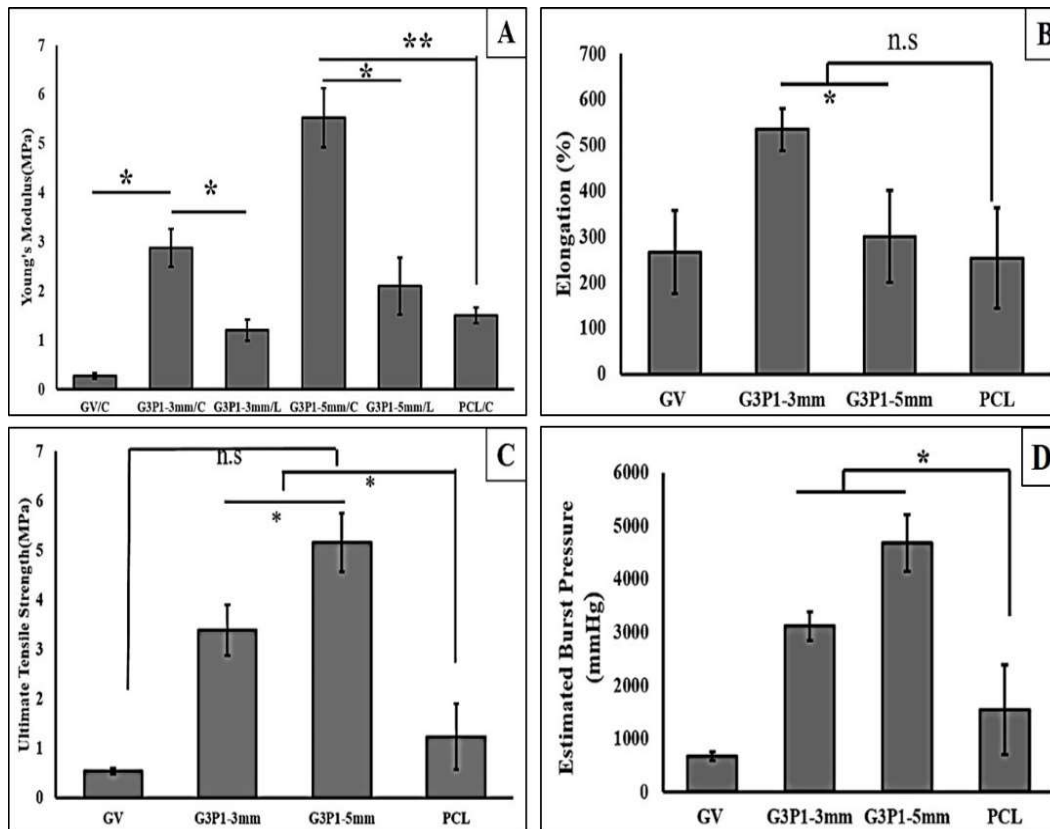 A
Young's Modulus(MPa)
7
6
5
4
3
2
1
0
*
*
**
*
GV/C
G3P1-3mm/C
G3P1-3mm/L
G3P1-5mm/C
G3P1-5mm/L
PCL/C
B
Elongation (%)
700
600
500
400
300
200
100
0
n.s
*
GV
G3P1-3mm
G3P1-5mm
PCL
C
Ultimate Tensile Strength(MPa)
7
6
5
4
3
2
1
0
n.s
*
*
GV
G3P1-3mm
G3P1-5mm
PCL
D
Estimated Burst Pressure
(mmHg)
6000
5000
4000
3000
2000
1000
0
*
GV
G3P1-3mm
G3P1-5mm
PCL